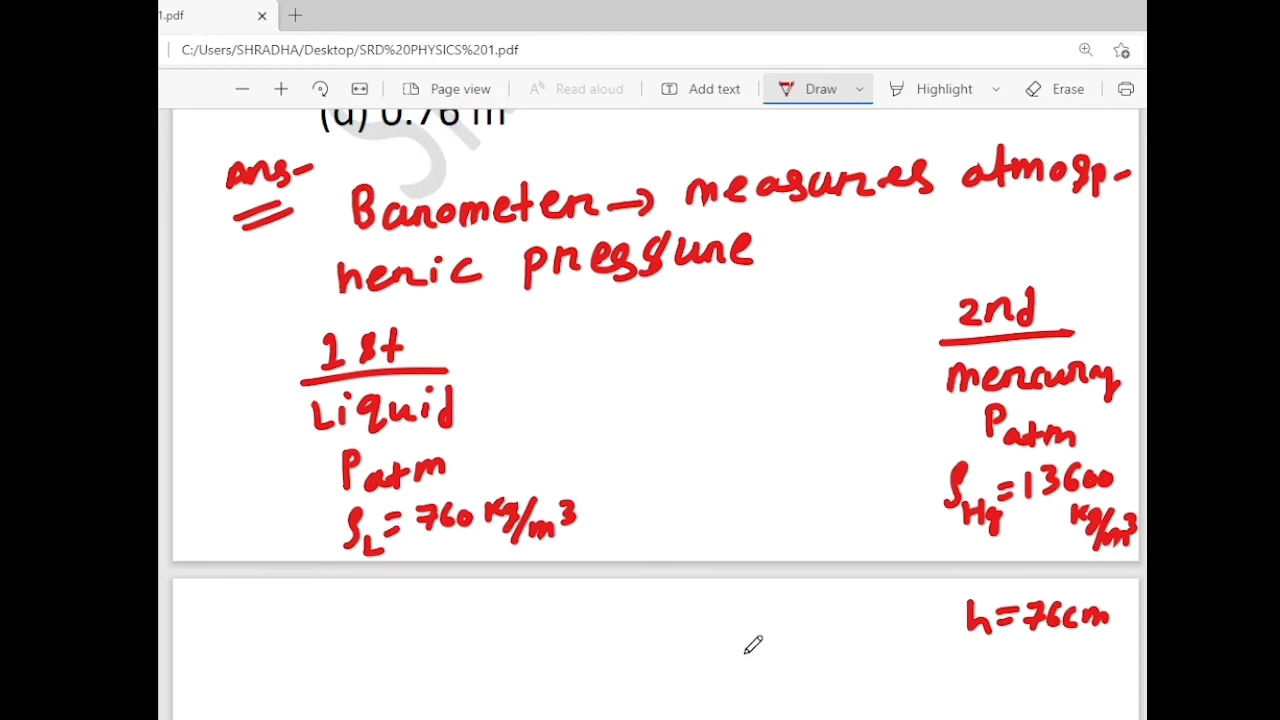 1.pdf
C:/Users/SHRADHA/Desktop/SRD%20PHYSICS%201.pdf
Page view
Read aloud
Add text
Draw
Highlight
Erase
(d) 0.76 m
Ans-
Barometer → measures atmosp-
heric pressure
1st
Liquid
Patm
ρL = 760 Kg/m³
2nd
mercury
Patm
ρHg = 13600
Kg/m³
h = 76cm